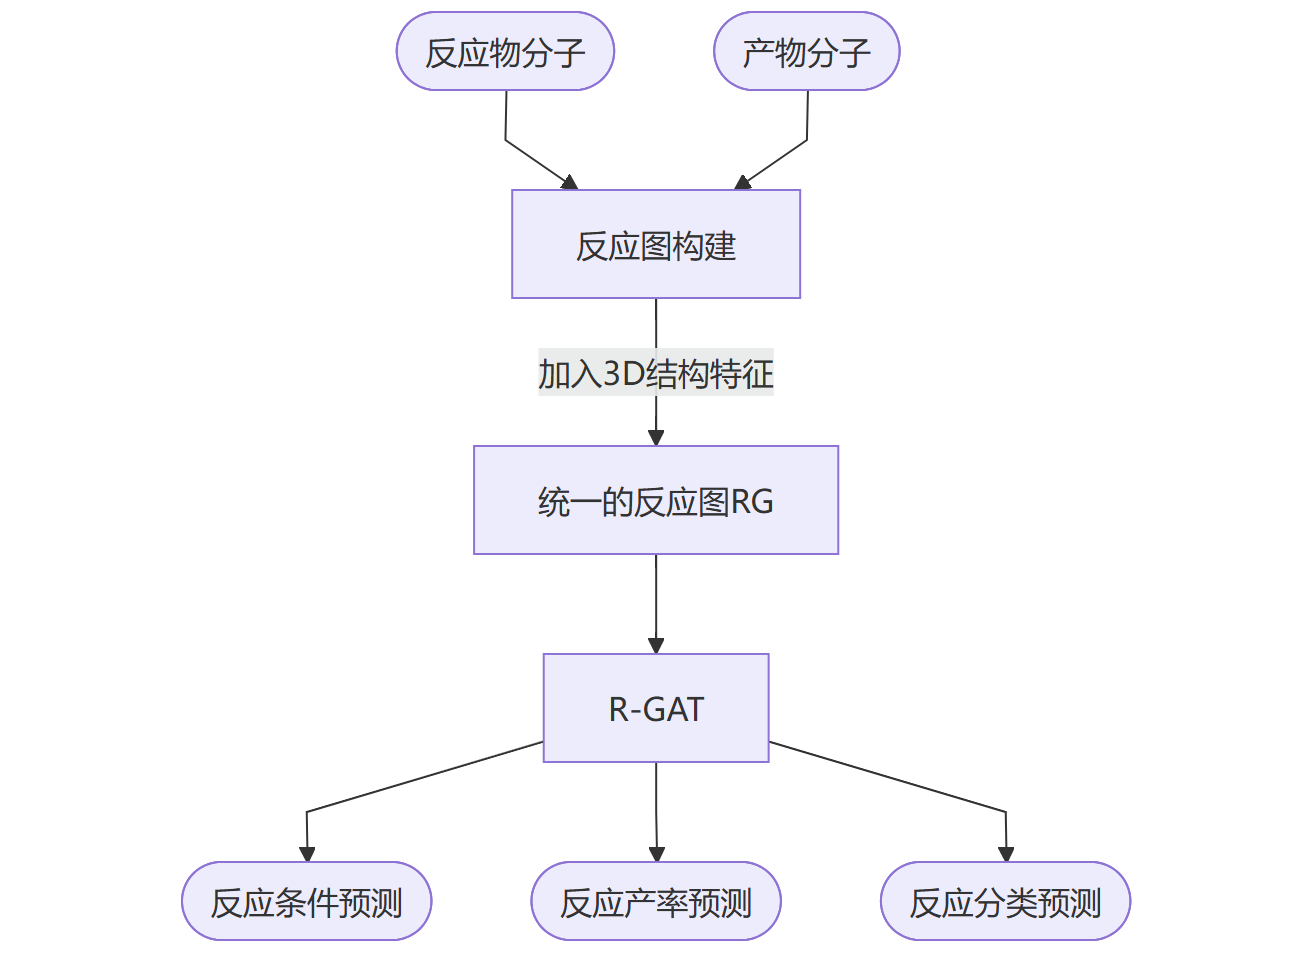 反应物分子
产物分子
反应图构建
加入3D结构特征
统一的反应图RG
R-GAT
反应条件预测
反应产率预测
反应分类预测